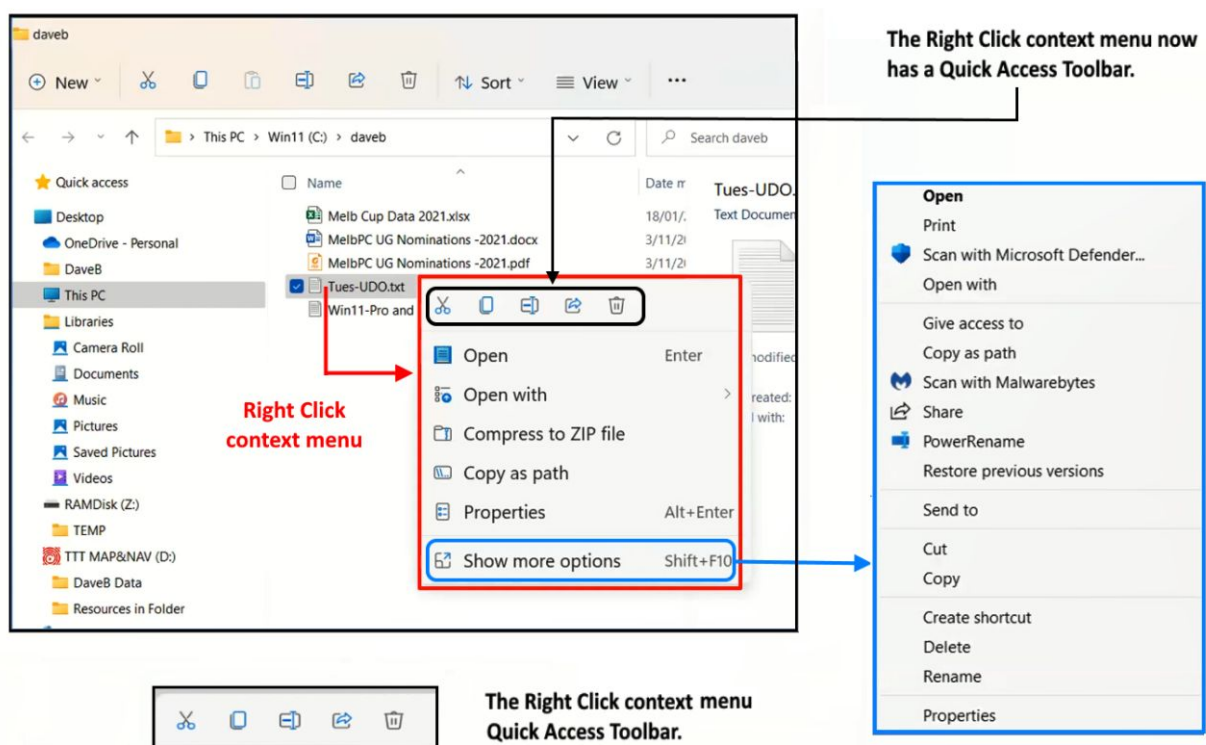 daveb
The Right Click context menu now
has a Quick Access Toolbar.
New
Sort
View
This PC > Win11 (C:) > daveb
Search daveb
Quick access
Desktop
OneDrive - Personal
DaveB
This PC
Libraries
Camera Roll
Documents
Music
Pictures
Saved Pictures
Videos
RAMDisk (Z:)
TEMP
TTT MAP&NAV (D:)
DaveB Data
Resources in Folder
Name
Date m
Melb Cup Data 2021.xlsx
18/01/.
MelbPC UG Nominations -2021.docx
3/11/2
MelbPC UG Nominations -2021.pdf
3/11/2
Tues-UDO.txt
Win11-Pro and
Tues-UDO.
Text Documen
odified
reated:
with:
Right Click
context menu
Open Enter
Open with
Compress to ZIP file
Copy as path
Properties Alt+Enter
Show more options Shift+F10
Open
Print
Scan with Microsoft Defender...
Open with
Give access to
Copy as path
Scan with Malwarebytes
Share
PowerRename
Restore previous versions
Send to
Cut
Copy
Create shortcut
Delete
Rename
Properties
The Right Click context menu
Quick Access Toolbar.